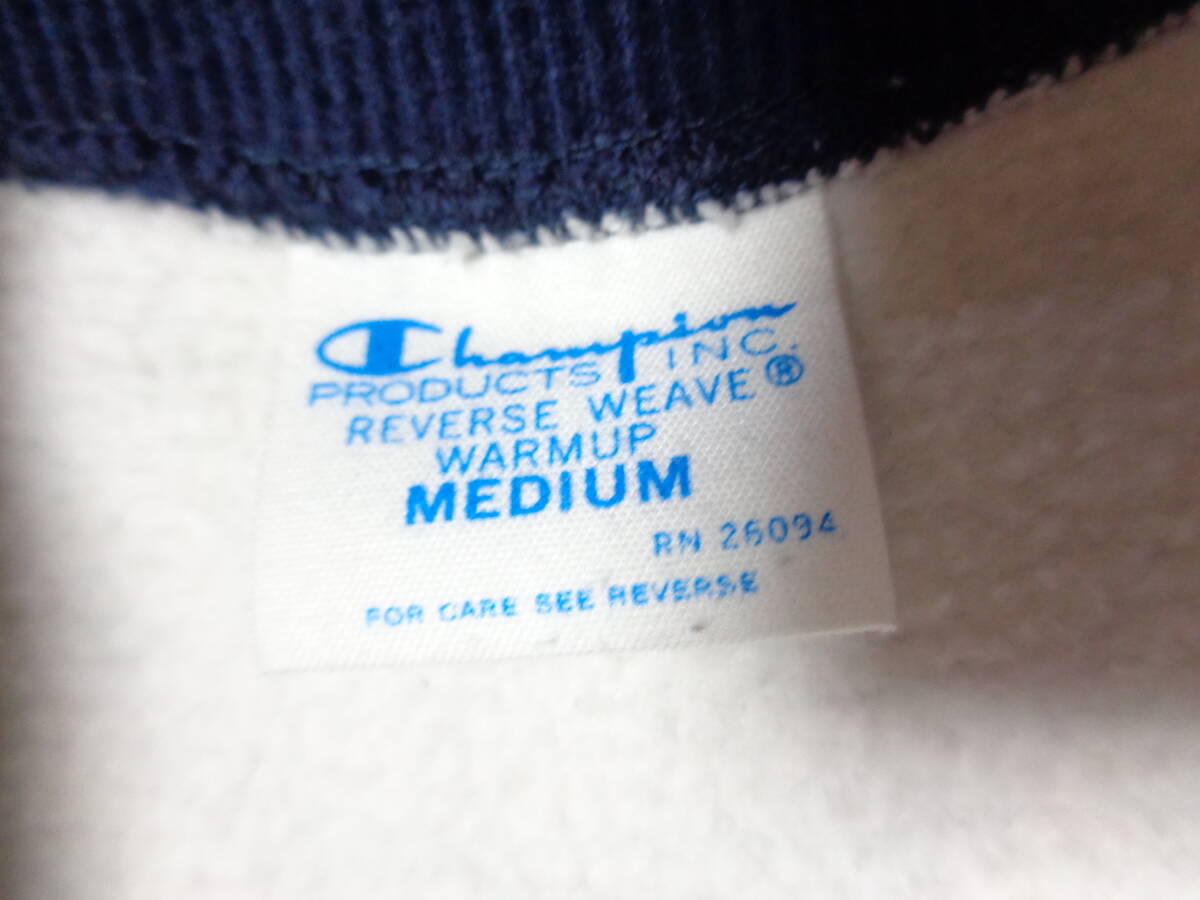 Champion
PRODUCTS INC.
REVERSE WEAVE®
WARMUP
MEDIUM
RN 26094
FOR CARE SEE REVERSE